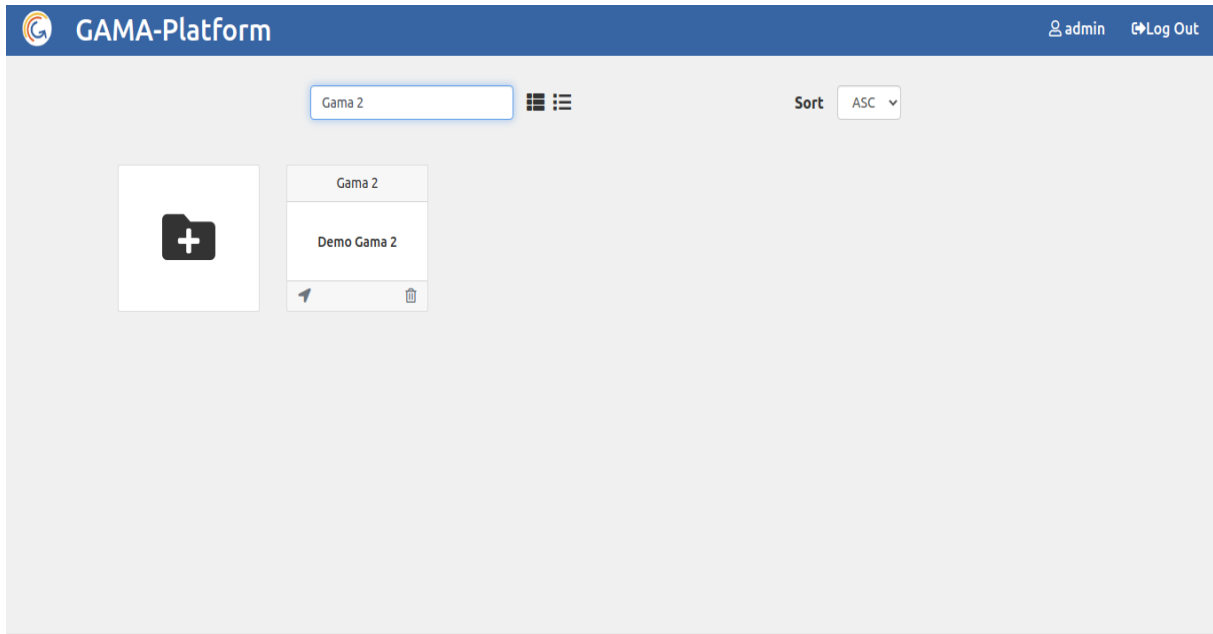 GAMA-Platform
admin
Log Out
Gama 2
Sort
ASC
Gama 2
Demo Gama 2